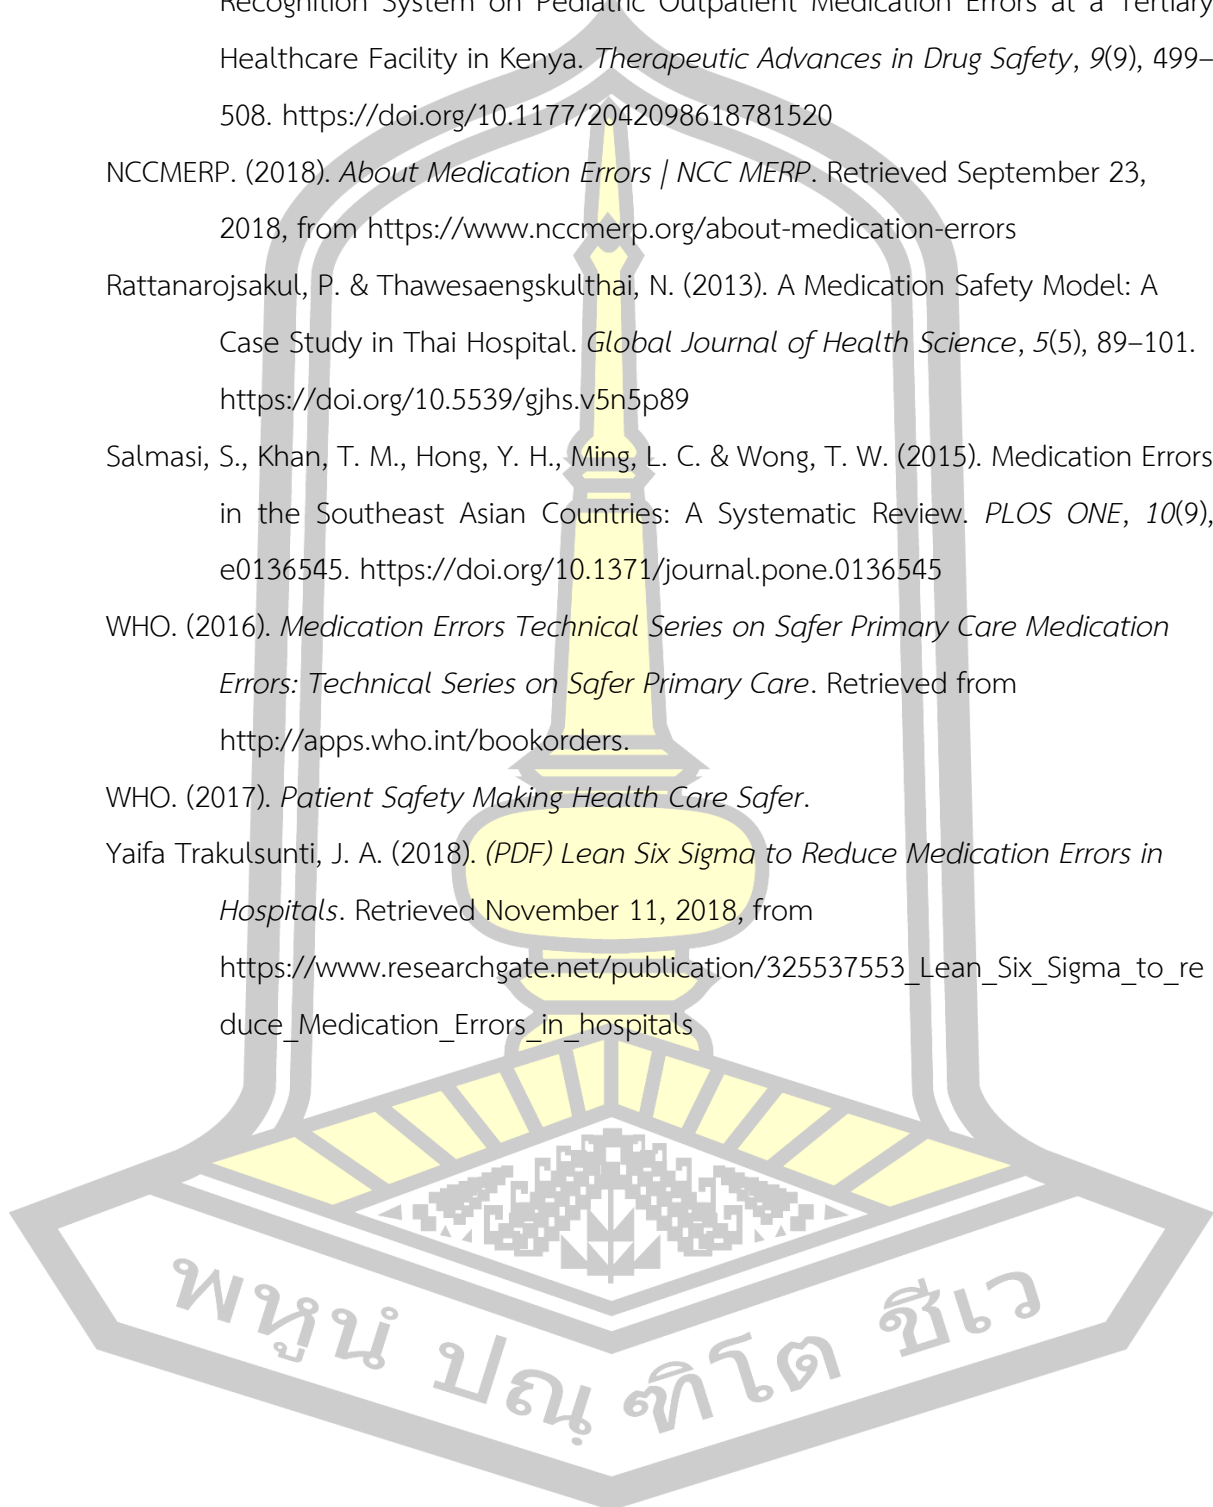 Recognition System on Pediatric Outpatient Medication Errors at a Tertiary
Healthcare Facility in Kenya. Therapeutic Advances in Drug Safety, 9(9), 499–
508. https://doi.org/10.1177/2042098618781520
NCCMERP. (2018). About Medication Errors | NCC MERP. Retrieved September 23,
2018, from https://www.nccmerp.org/about-medication-errors
Rattanarojsakul, P. & Thawesaengskulthai, N. (2013). A Medication Safety Model: A
Case Study in Thai Hospital. Global Journal of Health Science, 5(5), 89–101.
https://doi.org/10.5539/gjhs.v5n5p89
Salmasi, S., Khan, T. M., Hong, Y. H., Ming, L. C. & Wong, T. W. (2015). Medication Errors
in the Southeast Asian Countries: A Systematic Review. PLOS ONE, 10(9),
e0136545. https://doi.org/10.1371/journal.pone.0136545
WHO. (2016). Medication Errors Technical Series on Safer Primary Care Medication
Errors: Technical Series on Safer Primary Care. Retrieved from
http://apps.who.int/bookorders.
WHO. (2017). Patient Safety Making Health Care Safer.
Yaifa Trakulsunti, J. A. (2018). (PDF) Lean Six Sigma to Reduce Medication Errors in
Hospitals. Retrieved November 11, 2018, from
https://www.researchgate.net/publication/325537553_Lean_Six_Sigma_to_re
duce_Medication_Errors_in_hospitals
พหูนํ ปณฺฑิโต ชีเว